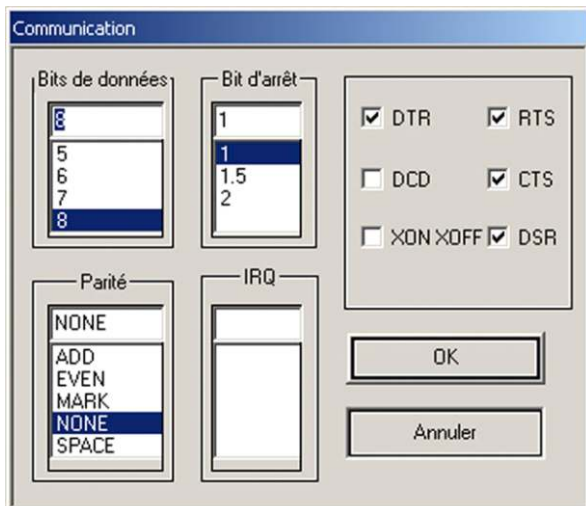 Communication
Bits de données
8
5
6
7
8
Bit d'arrêt
1
1
1.5
2
DTR
RTS
DCD
CTS
XON XOFF
DSR
Parité
NONE
ADD
EVEN
MARK
NONE
SPACE
IRQ
OK
Annuler